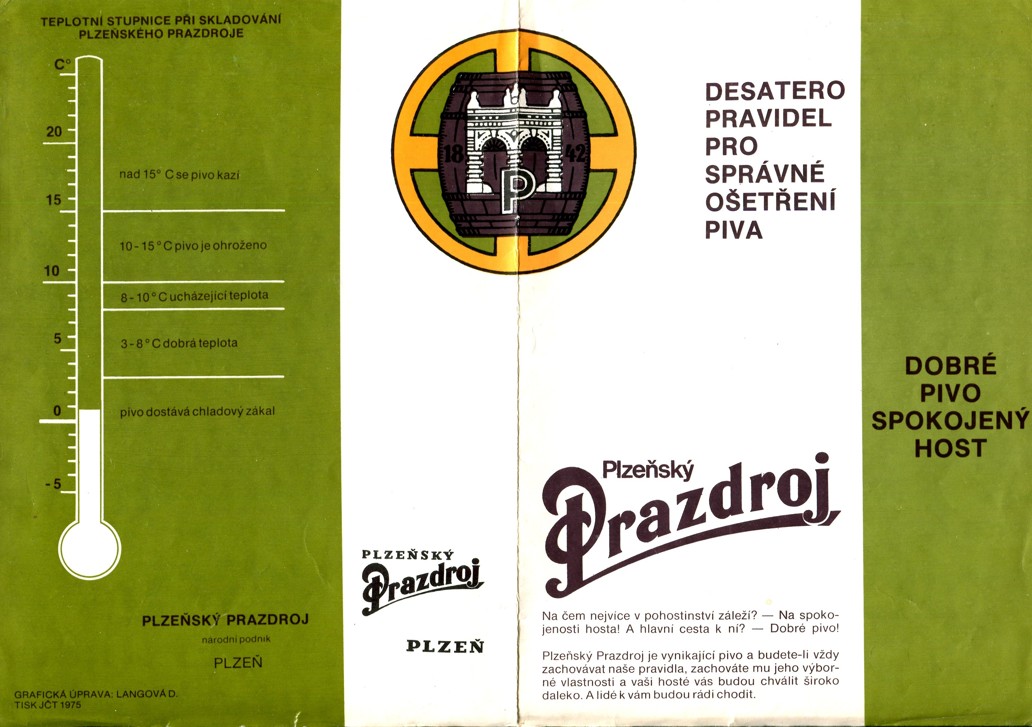 TEPLOTNÍ STUPNICE PŘI SKLADOVÁNÍ
PLZEŇSKÉHO PRAZDROJE
C°
20
nad 15° C se pivo kazí
15
10-15°C pivo je ohroženo
10
8-10°C ucházející teplota
5
3-8°C dobrá teplota
0
pivo dostává chladový zákal
-5
PLZEŇSKÝ PRAZDROJ
národní podnik
PLZEŇ
GRAFICKÁ ÚPRAVA: LANGOVÁ D.
TISK JČT 1975
18 42
P
PLZEŇSKÝ
Prazdroj
PLZEŇ
DESATERO
PRAVIDEL
PRO
SPRÁVNÉ
OŠETŘENÍ
PIVA
Plzeňský
Prazdroj
Na čem nejvíce v pohostinství záleží? — Na spoko-
jenosti hosta! A hlavní cesta k ní? — Dobré pivo!
Plzeňský Prazdroj je vynikající pivo a budete-li vždy
zachovávat naše pravidla, zachováte mu jeho výbor-
né vlastnosti a vaši hosté vás budou chválit široko
daleko. A lidé k vám budou rádi chodit.
DOBRÉ
PIVO
SPOKOJENÝ
HOST